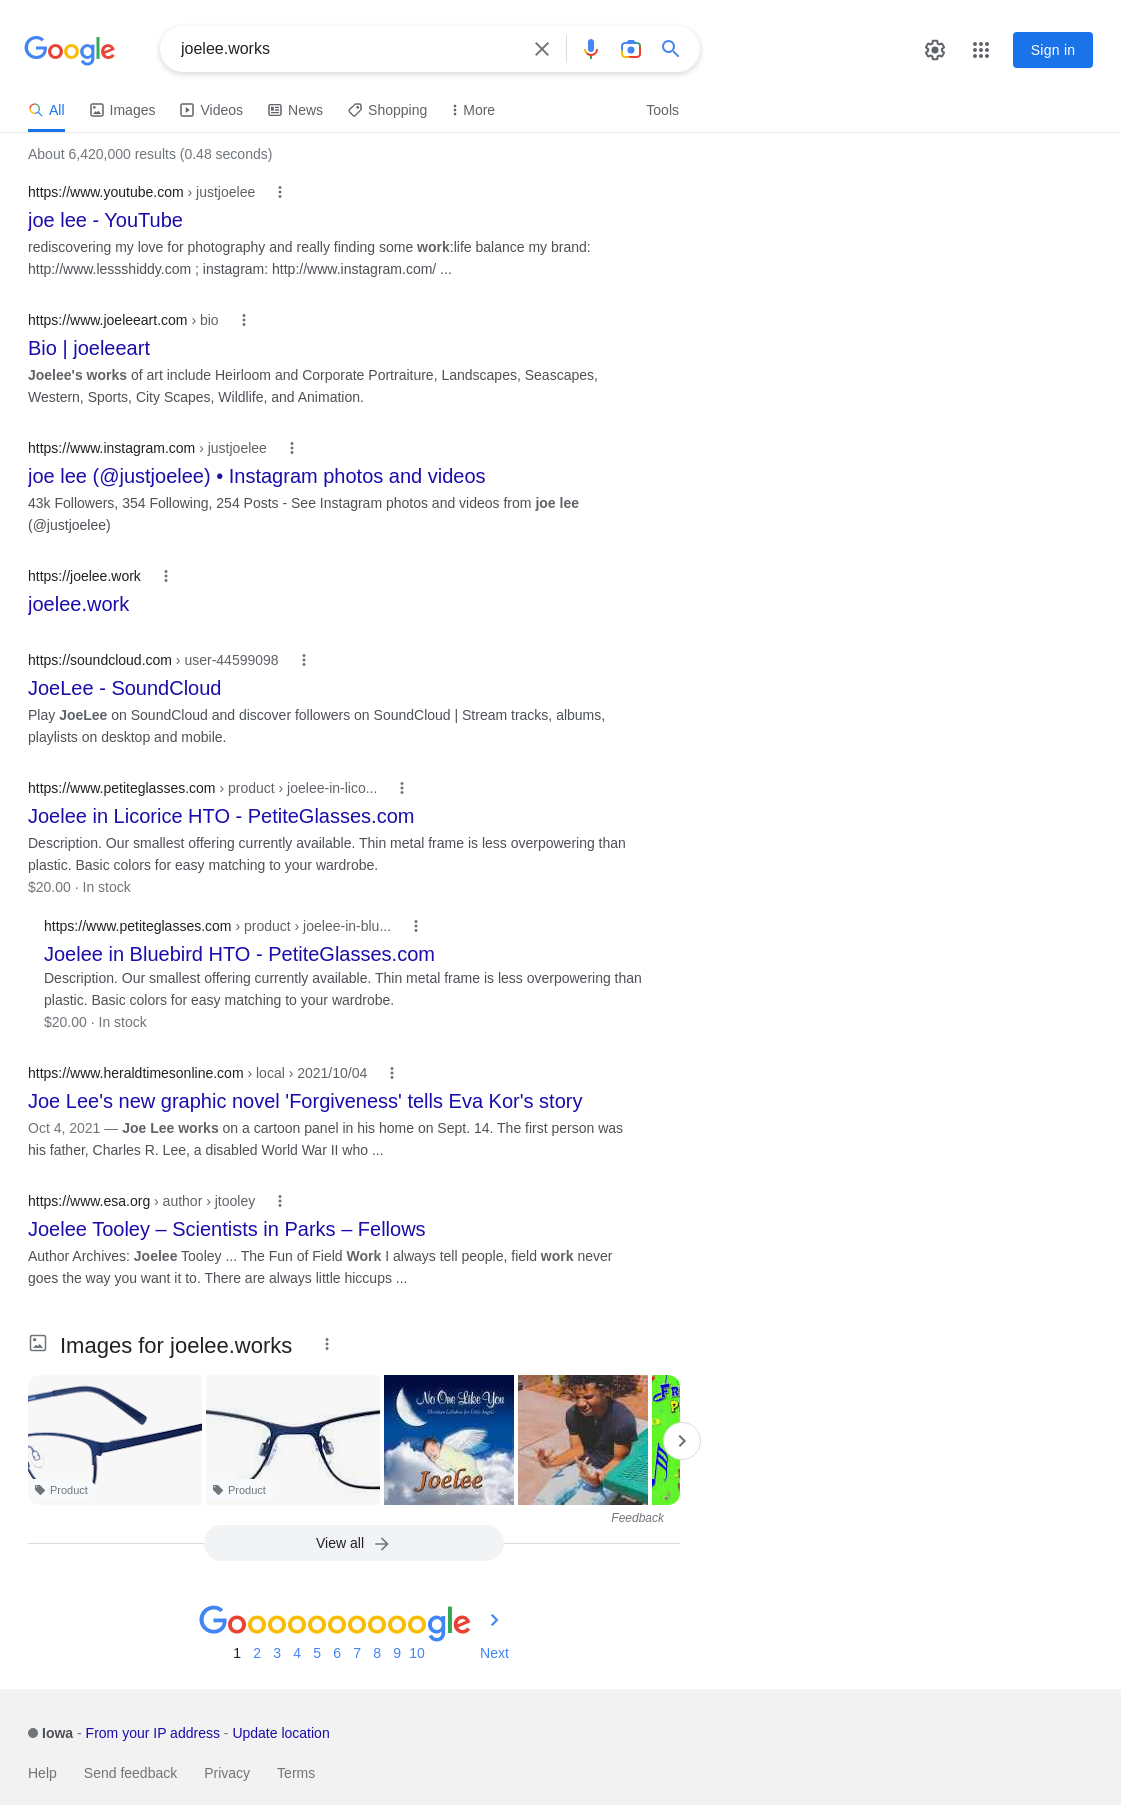 Google
joelee.works
Sign in
All
Images
Videos
News
Shopping
More
Tools
About 6,420,000 results (0.48 seconds)
https://www.youtube.com › justjoelee
joe lee - YouTube
rediscovering my love for photography and really finding some work:life balance my brand:
http://www.lessshiddy.com ; instagram: http://www.instagram.com/ ...
https://www.joeleeart.com › bio
Bio | joeleeart
Joelee's works of art include Heirloom and Corporate Portraiture, Landscapes, Seascapes,
Western, Sports, City Scapes, Wildlife, and Animation.
https://www.instagram.com › justjoelee
joe lee (@justjoelee) • Instagram photos and videos
43k Followers, 354 Following, 254 Posts - See Instagram photos and videos from joe lee
(@justjoelee)
https://joelee.work
joelee.work
https://soundcloud.com › user-44599098
JoeLee - SoundCloud
Play JoeLee on SoundCloud and discover followers on SoundCloud | Stream tracks, albums,
playlists on desktop and mobile.
https://www.petiteglasses.com › product › joelee-in-lico...
Joelee in Licorice HTO - PetiteGlasses.com
Description. Our smallest offering currently available. Thin metal frame is less overpowering than
plastic. Basic colors for easy matching to your wardrobe.
$20.00 · In stock
https://www.petiteglasses.com › product › joelee-in-blu...
Joelee in Bluebird HTO - PetiteGlasses.com
Description. Our smallest offering currently available. Thin metal frame is less overpowering than
plastic. Basic colors for easy matching to your wardrobe.
$20.00 · In stock
https://www.heraldtimesonline.com › local › 2021/10/04
Joe Lee's new graphic novel 'Forgiveness' tells Eva Kor's story
Oct 4, 2021 — Joe Lee works on a cartoon panel in his home on Sept. 14. The first person was
his father, Charles R. Lee, a disabled World War II who ...
https://www.esa.org › author › jtooley
Joelee Tooley – Scientists in Parks – Fellows
Author Archives: Joelee Tooley ... The Fun of Field Work I always tell people, field work never
goes the way you want it to. There are always little hiccups ...
Images for joelee.works
No One Like You
Joelee
Product
Product
Feedback
View all
Goooooooooogle
1 2 3 4 5 6 7 8 9 10 Next
Iowa - From your IP address - Update location
Help Send feedback Privacy Terms